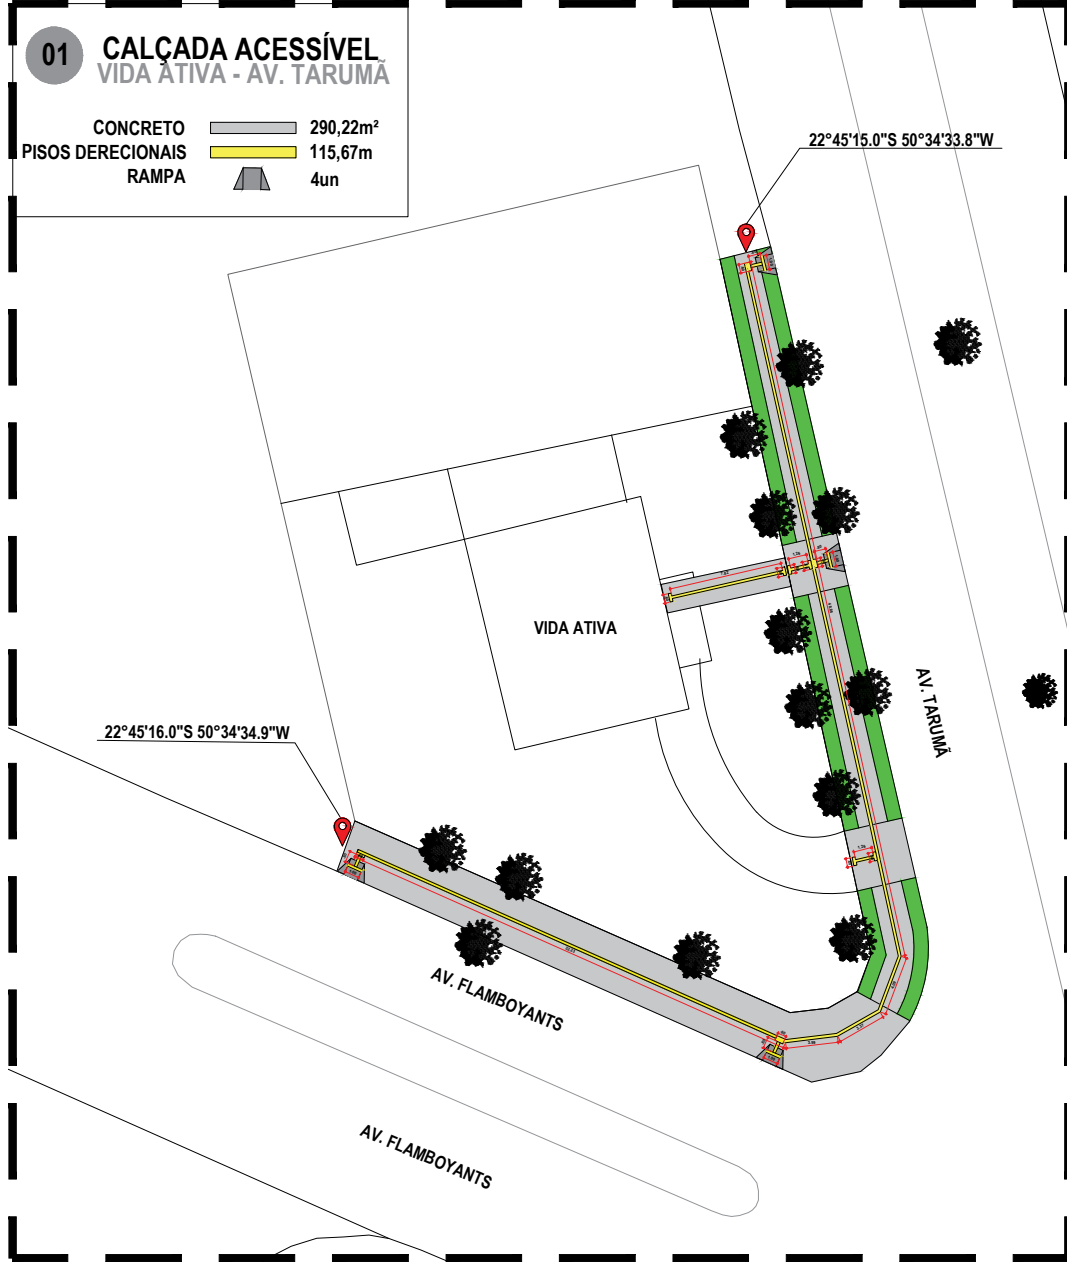 01
CALÇADA ACESSÍVEL
VIDA ATIVA - AV. TARUMÃ
CONCRETO 290,22m²
PISOS DERECIONAIS 115,67m
RAMPA 4un
22°45'15.0"S 50°34'33.8"W
VIDA ATIVA
AV. TARUMÃ
22°45'16.0"S 50°34'34.9"W
AV. FLAMBOYANTS
AV. FLAMBOYANTS